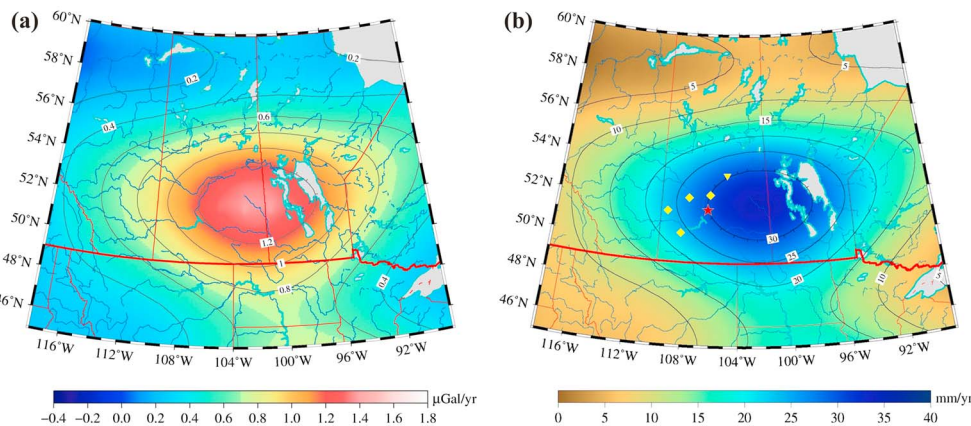 (a)
60°N
58°N
56°N
54°N
52°N
50°N
48°N
46°N
0.2
0.2
0.4
0.6
1.2
1
0.8
0.4
116°W 112°W 108°W 104°W 100°W 96°W 92°W
−0.4 −0.2 0.0 0.2 0.4 0.6 0.8 1.0 1.2 1.4 1.6 1.8
μGal/yr
(b)
60°N
58°N
56°N
54°N
52°N
50°N
48°N
46°N
5
5
10
15
30
25
20
10
5
116°W 112°W 108°W 104°W 100°W 96°W 92°W
0 5 10 15 20 25 30 35 40
mm/yr